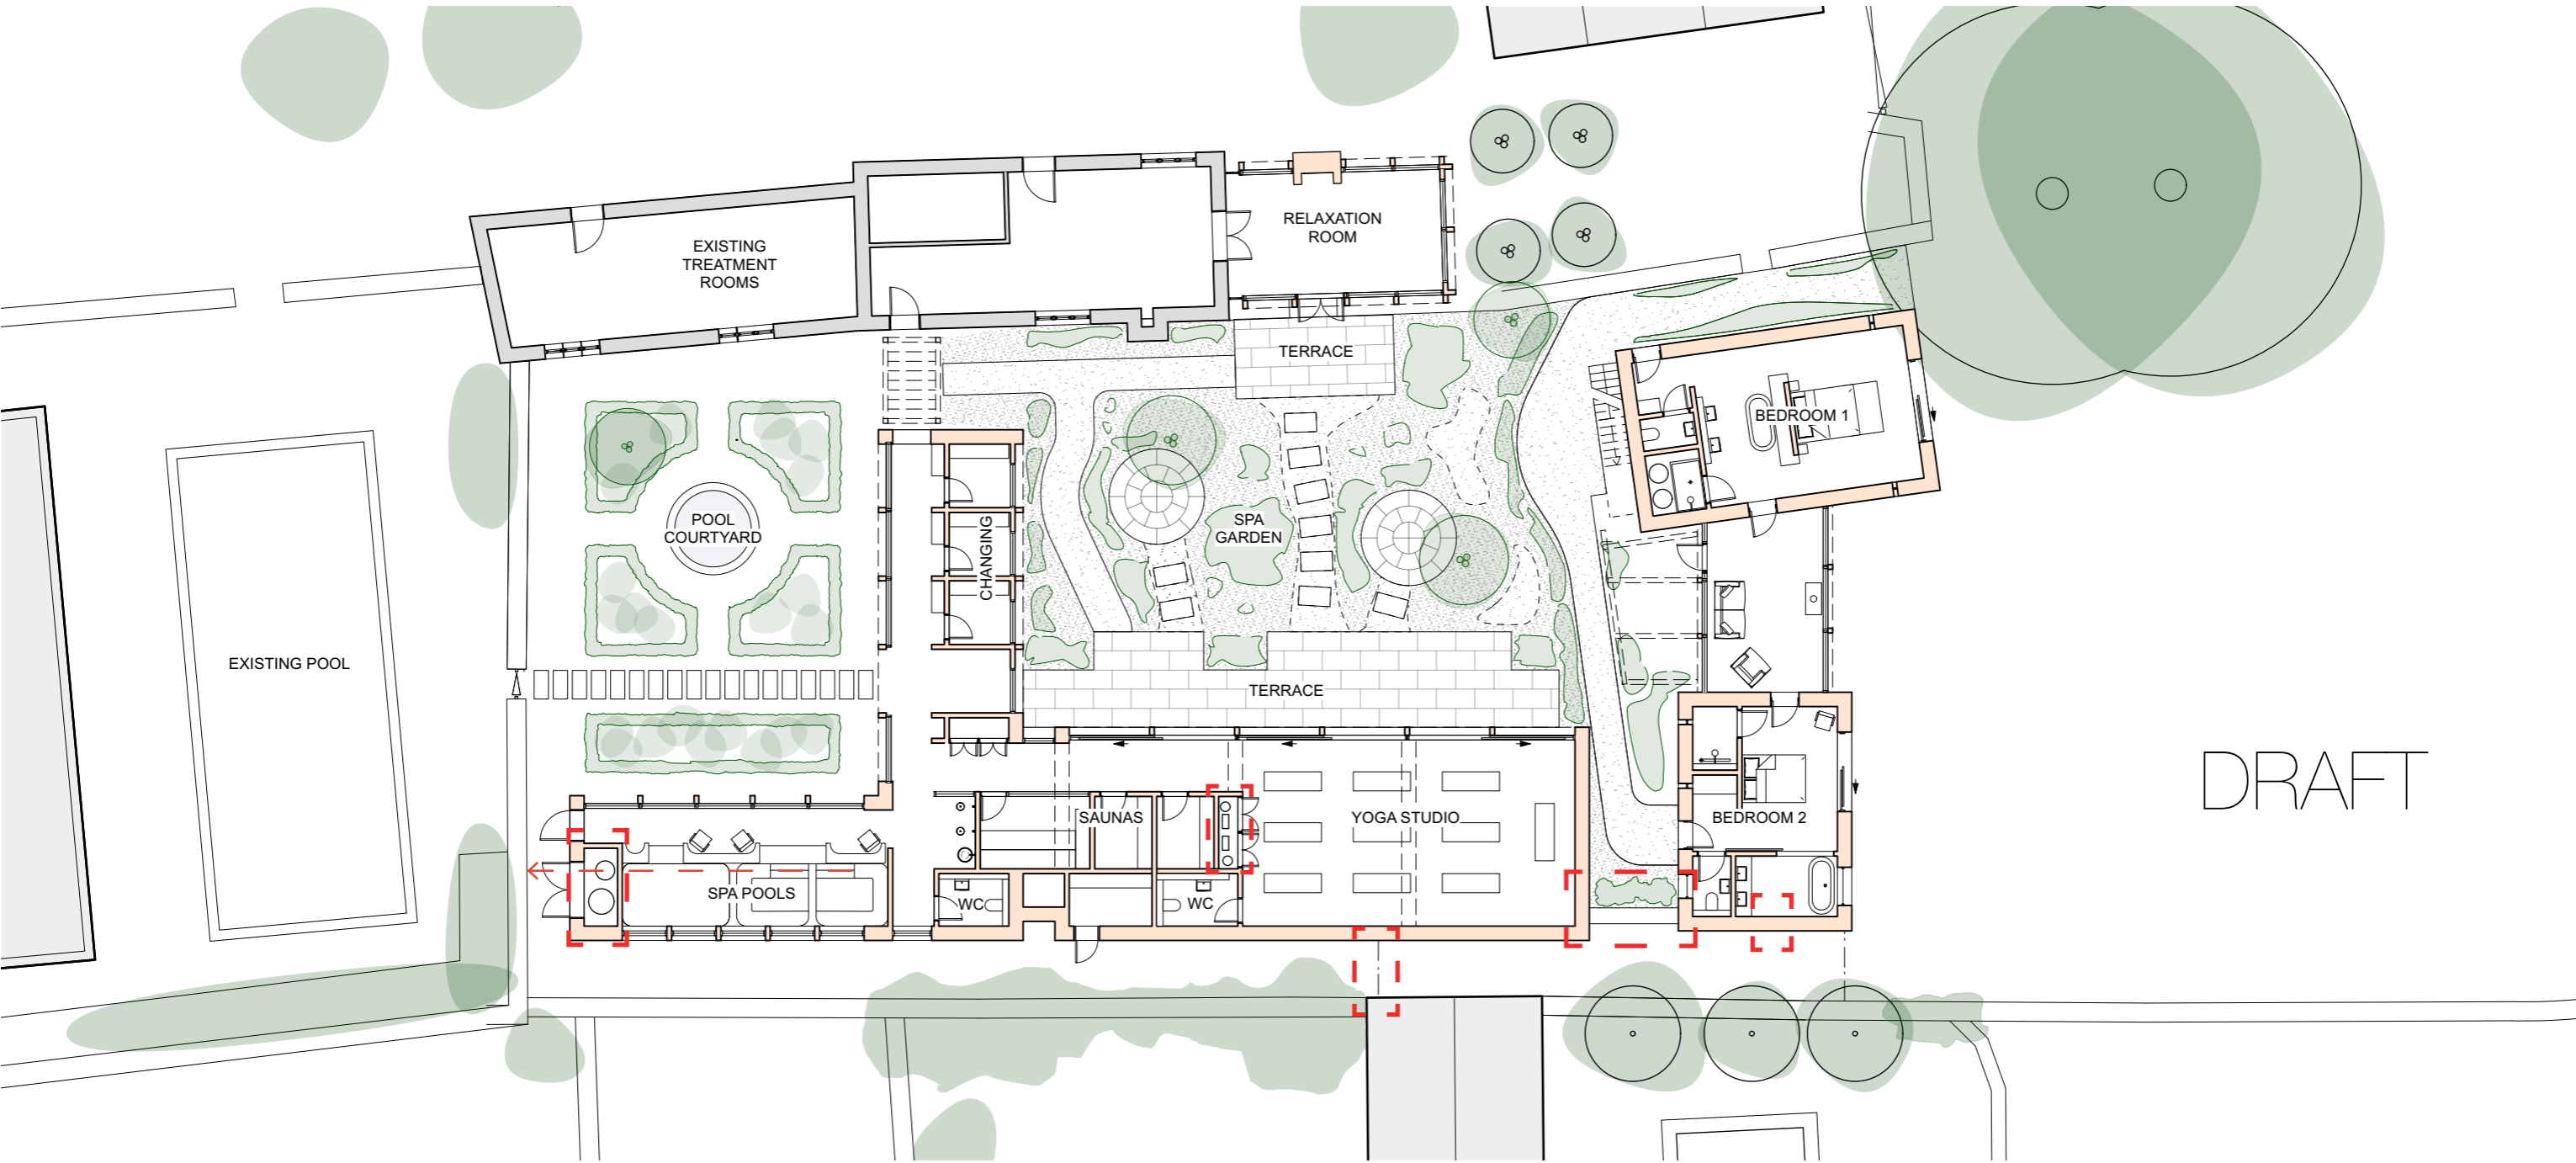 RELAXATION
ROOM
EXISTING
TREATMENT
ROOMS
TERRACE
BEDROOM 1
POOL
COURTYARD
SPA
GARDEN
CHANGING
EXISTING POOL
TERRACE
DRAFT
SAUNAS
YOGA STUDIO
BEDROOM 2
SPA POOLS
WC
WC